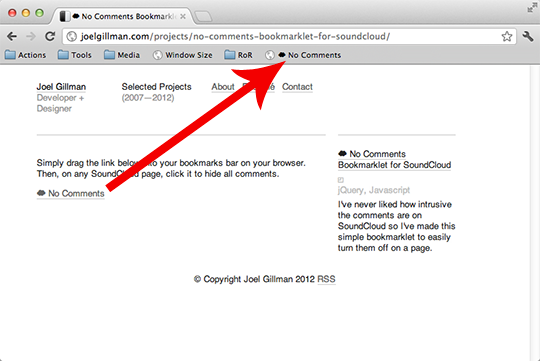 No Comments Bookmarklet
joelgillman.com/projects/no-comments-bookmarklet-for-soundcloud/
Actions Tools Media Window Size RoR No Comments
Joel Gillman
Developer +
Designer
Selected Projects
(2007—2012)
About Contact
Simply drag the link below to your bookmarks bar on your browser.
Then, on any SoundCloud page, click it to hide all comments.
No Comments
No Comments
Bookmarklet for SoundCloud
jQuery, Javascript
I've never liked how intrusive
the comments are on
SoundCloud so I've made this
simple bookmarklet to easily
turn them off on a page.
© Copyright Joel Gillman 2012 RSS